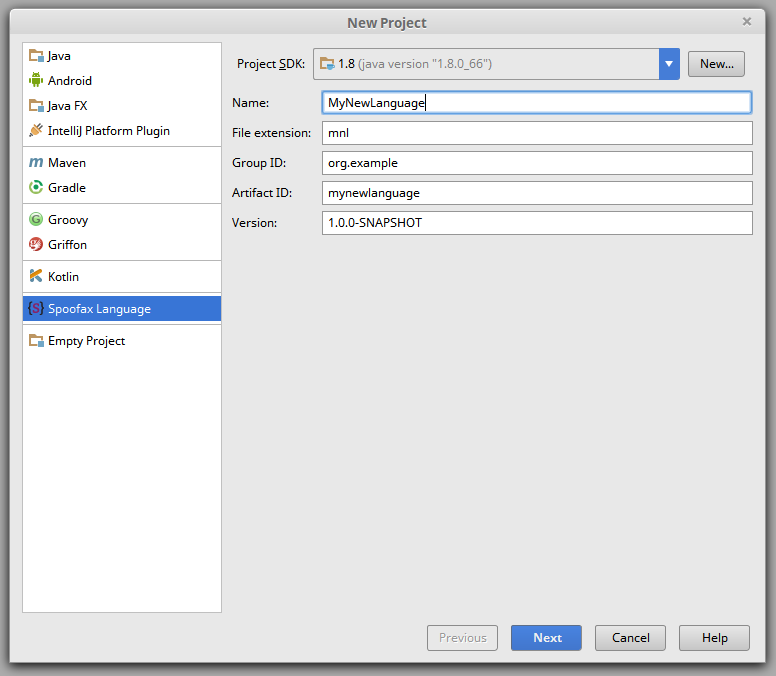 New Project
Java
Android
Java FX
IntelliJ Platform Plugin
Maven
Gradle
Groovy
Griffon
Kotlin
Spoofax Language
Empty Project
Project SDK: 1.8 (java version "1.8.0_66") New...
Name: MyNewLanguage
File extension: mnl
Group ID: org.example
Artifact ID: mynewlanguage
Version: 1.0.0-SNAPSHOT
Previous Next Cancel Help